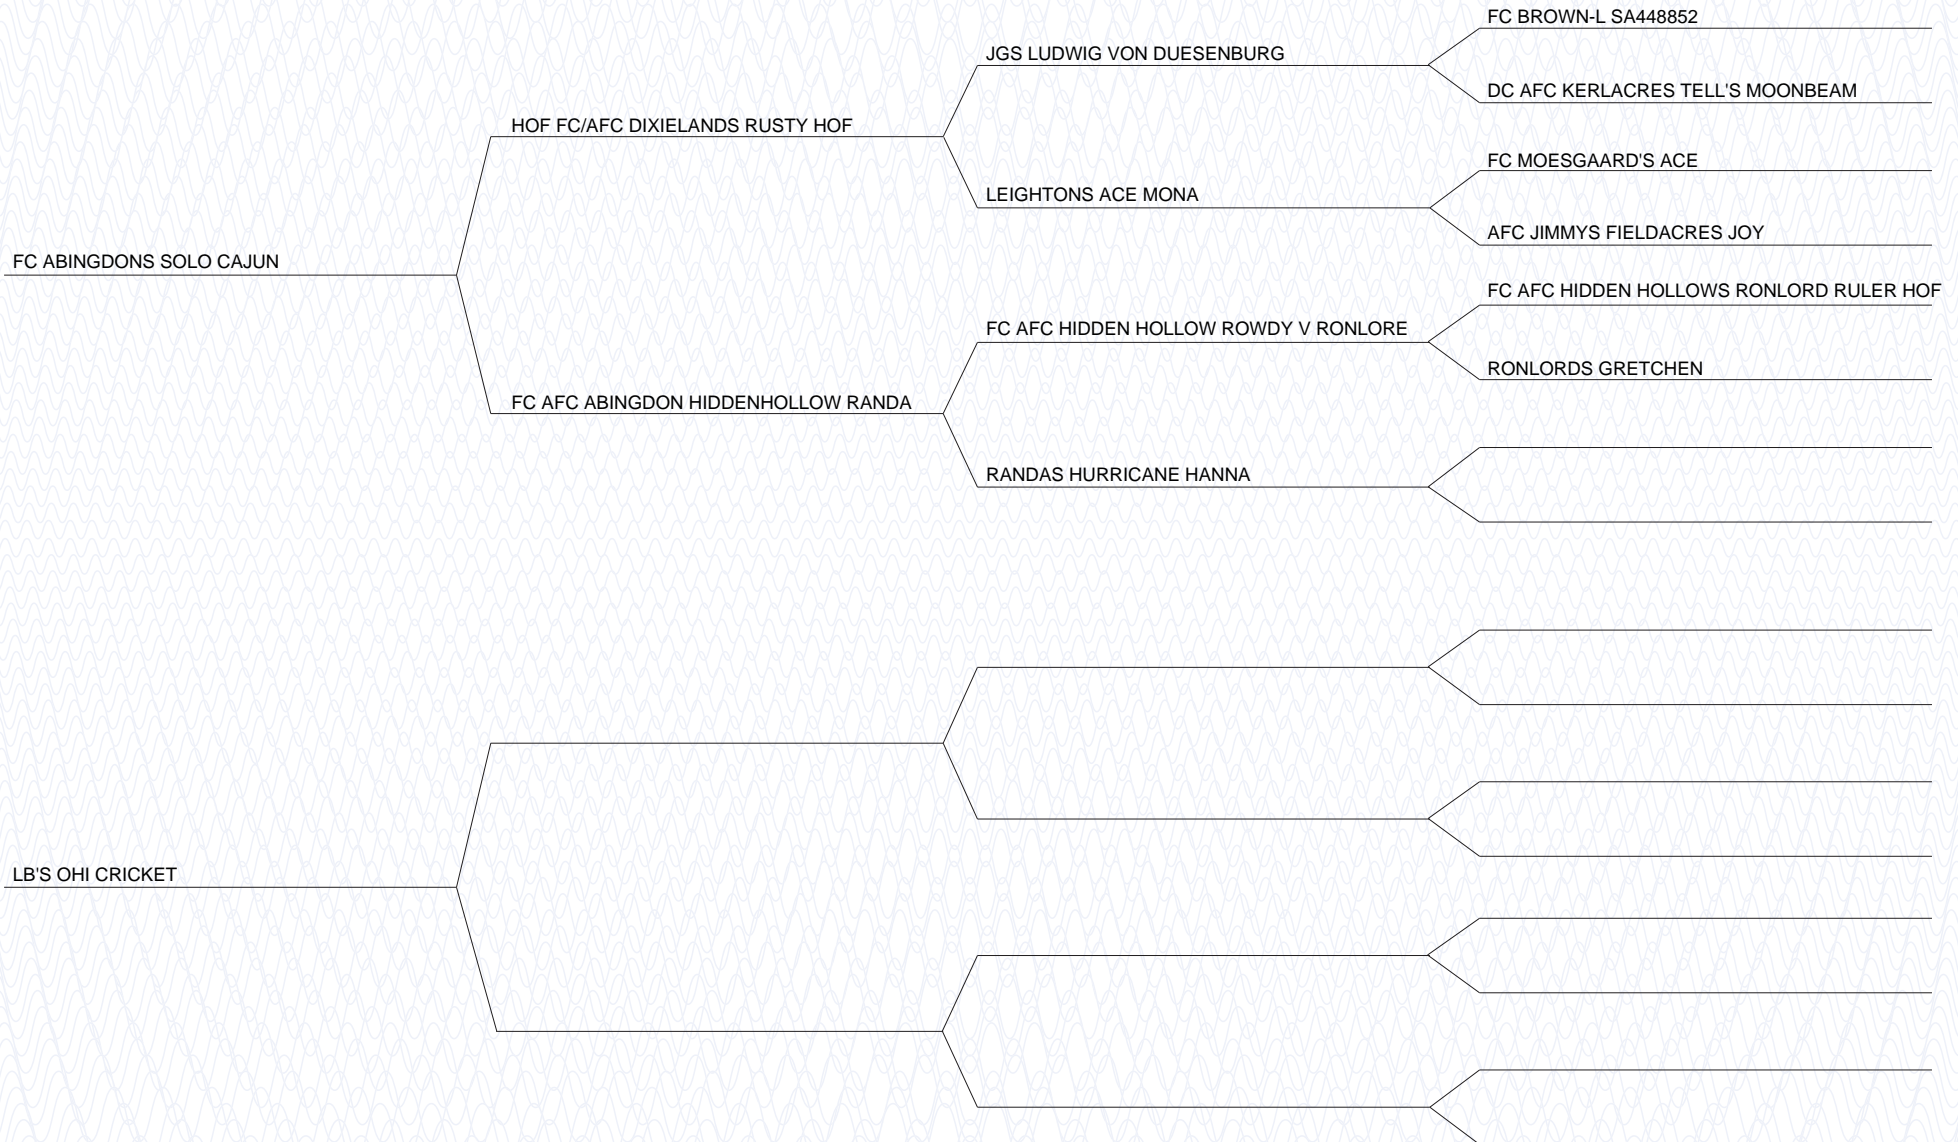 FC BROWN-L SA448852
JGS LUDWIG VON DUESENBURG
DC AFC KERLACRES TELL'S MOONBEAM
HOF FC/AFC DIXIELANDS RUSTY HOF
FC MOESGAARD'S ACE
LEIGHTONS ACE MONA
AFC JIMMYS FIELDACRES JOY
FC ABINGDONS SOLO CAJUN
FC AFC HIDDEN HOLLOWS RONLORD RULER HOF
FC AFC HIDDEN HOLLOW ROWDY V RONLORE
RONLORDS GRETCHEN
FC AFC ABINGDON HIDDENHOLLOW RANDA
RANDAS HURRICANE HANNA
LB'S OHI CRICKET